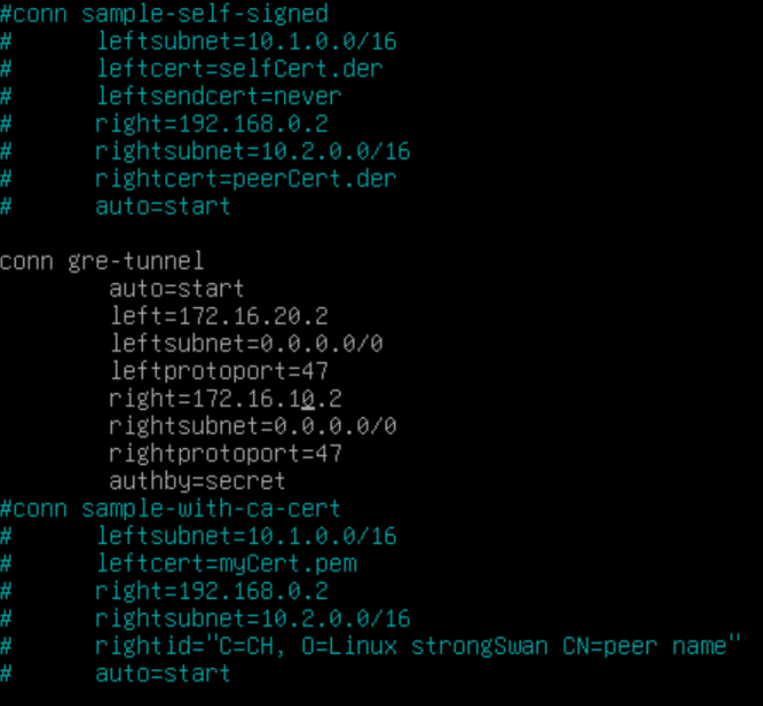 #conn sample-self-signed
#      leftsubnet=10.1.0.0/16
#      leftcert=selfCert.der
#      leftsendcert=never
#      right=192.168.0.2
#      rightsubnet=10.2.0.0/16
#      rightcert=peerCert.der
#      auto=start

conn gre-tunnel
        auto=start
        left=172.16.20.2
        leftsubnet=0.0.0.0/0
        leftprotoport=47
        right=172.16.10.2
        rightsubnet=0.0.0.0/0
        rightprotoport=47
        authby=secret
#conn sample-with-ca-cert
#      leftsubnet=10.1.0.0/16
#      leftcert=myCert.pem
#      right=192.168.0.2
#      rightsubnet=10.2.0.0/16
#      rightid="C=CH, O=Linux strongSwan CN=peer name"
#      auto=start